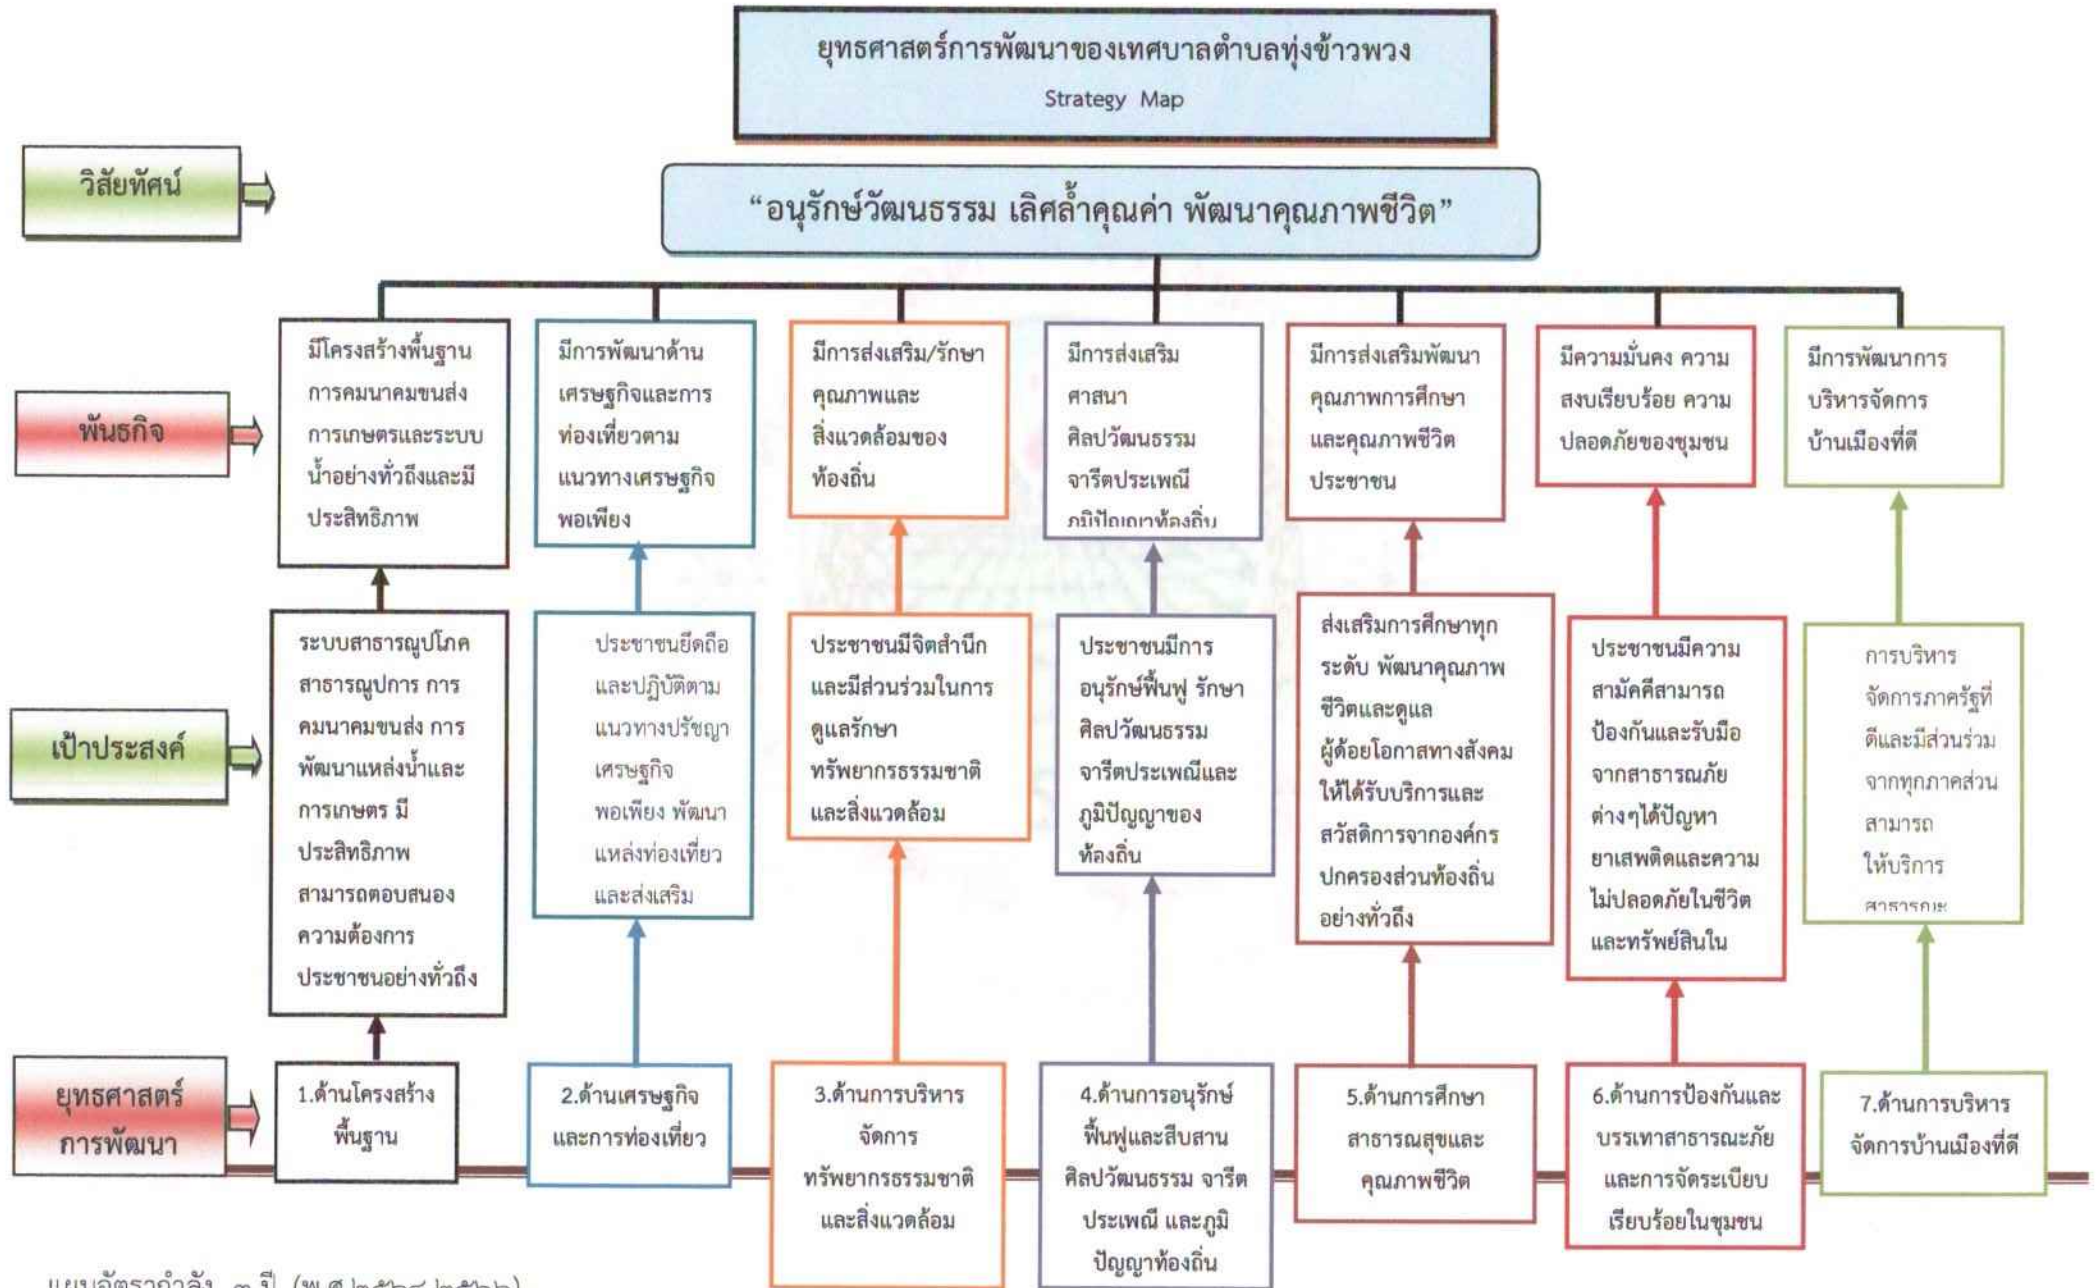 ยุทธศาสตร์การพัฒนาของเทศบาลตำบลทุ่งข้าวพวง
Strategy Map
วิสัยทัศน์
“อนุรักษ์วัฒนธรรม เลิศล้ำคุณค่า พัฒนาคุณภาพชีวิต”
พันธกิจ
มีโครงสร้างพื้นฐาน
การคมนาคมขนส่ง
การเกษตรและระบบ
น้ำอย่างทั่วถึงและมี
ประสิทธิภาพ
มีการพัฒนาด้าน
เศรษฐกิจและการ
ท่องเที่ยวตาม
แนวทางเศรษฐกิจ
พอเพียง
มีการส่งเสริม/รักษา
คุณภาพและ
สิ่งแวดล้อมของ
ท้องถิ่น
มีการส่งเสริม
ศาสนา
ศิลปวัฒนธรรม
จารีตประเพณี
ภูมิปัญญาท้องถิ่น
มีการส่งเสริมพัฒนา
คุณภาพการศึกษา
และคุณภาพชีวิต
ประชาชน
มีความมั่นคง ความ
สงบเรียบร้อย ความ
ปลอดภัยของชุมชน
มีการพัฒนาการ
บริหารจัดการ
บ้านเมืองที่ดี
เป้าประสงค์
ระบบสาธารณูปโภค
สาธารณูปการ การ
คมนาคมขนส่ง การ
พัฒนาแหล่งน้ำและ
การเกษตร มี
ประสิทธิภาพ
สามารถตอบสนอง
ความต้องการ
ประชาชนอย่างทั่วถึง
ประชาชนยึดถือ
และปฏิบัติตาม
แนวทางปรัชญา
เศรษฐกิจ
พอเพียง พัฒนา
แหล่งท่องเที่ยว
และส่งเสริม
ประชาชนมีจิตสำนึก
และมีส่วนร่วมในการ
ดูแลรักษา
ทรัพยากรธรรมชาติ
และสิ่งแวดล้อม
ประชาชนมีการ
อนุรักษ์ฟื้นฟู รักษา
ศิลปวัฒนธรรม
จารีตประเพณีและ
ภูมิปัญญาของ
ท้องถิ่น
ส่งเสริมการศึกษาทุก
ระดับ พัฒนาคุณภาพ
ชีวิตและดูแล
ผู้ด้อยโอกาสทางสังคม
ให้ได้รับบริการและ
สวัสดิการจากองค์กร
ปกครองส่วนท้องถิ่น
อย่างทั่วถึง
ประชาชนมีความ
สามัคคีสามารถ
ป้องกันและรับมือ
จากสาธารณภัย
ต่างๆได้ปัญหา
ยาเสพติดและความ
ไม่ปลอดภัยในชีวิต
และทรัพย์สินใน
การบริหาร
จัดการภาครัฐที่
ดีและมีส่วนร่วม
จากทุกภาคส่วน
สามารถ
ให้บริการ
สาธารณะ
ยุทธศาสตร์
การพัฒนา
1.ด้านโครงสร้าง
พื้นฐาน
2.ด้านเศรษฐกิจ
และการท่องเที่ยว
3.ด้านการบริหาร
จัดการ
ทรัพยากรธรรมชาติ
และสิ่งแวดล้อม
4.ด้านการอนุรักษ์
ฟื้นฟูและสืบสาน
ศิลปวัฒนธรรม จารีต
ประเพณี และภูมิ
ปัญญาท้องถิ่น
5.ด้านการศึกษา
สาธารณสุขและ
คุณภาพชีวิต
6.ด้านการป้องกันและ
บรรเทาสาธารณะภัย
และการจัดระเบียบ
เรียบร้อยในชุมชน
7.ด้านการบริหาร
จัดการบ้านเมืองที่ดี
แผนอัตรากำลัง ๓ ปี